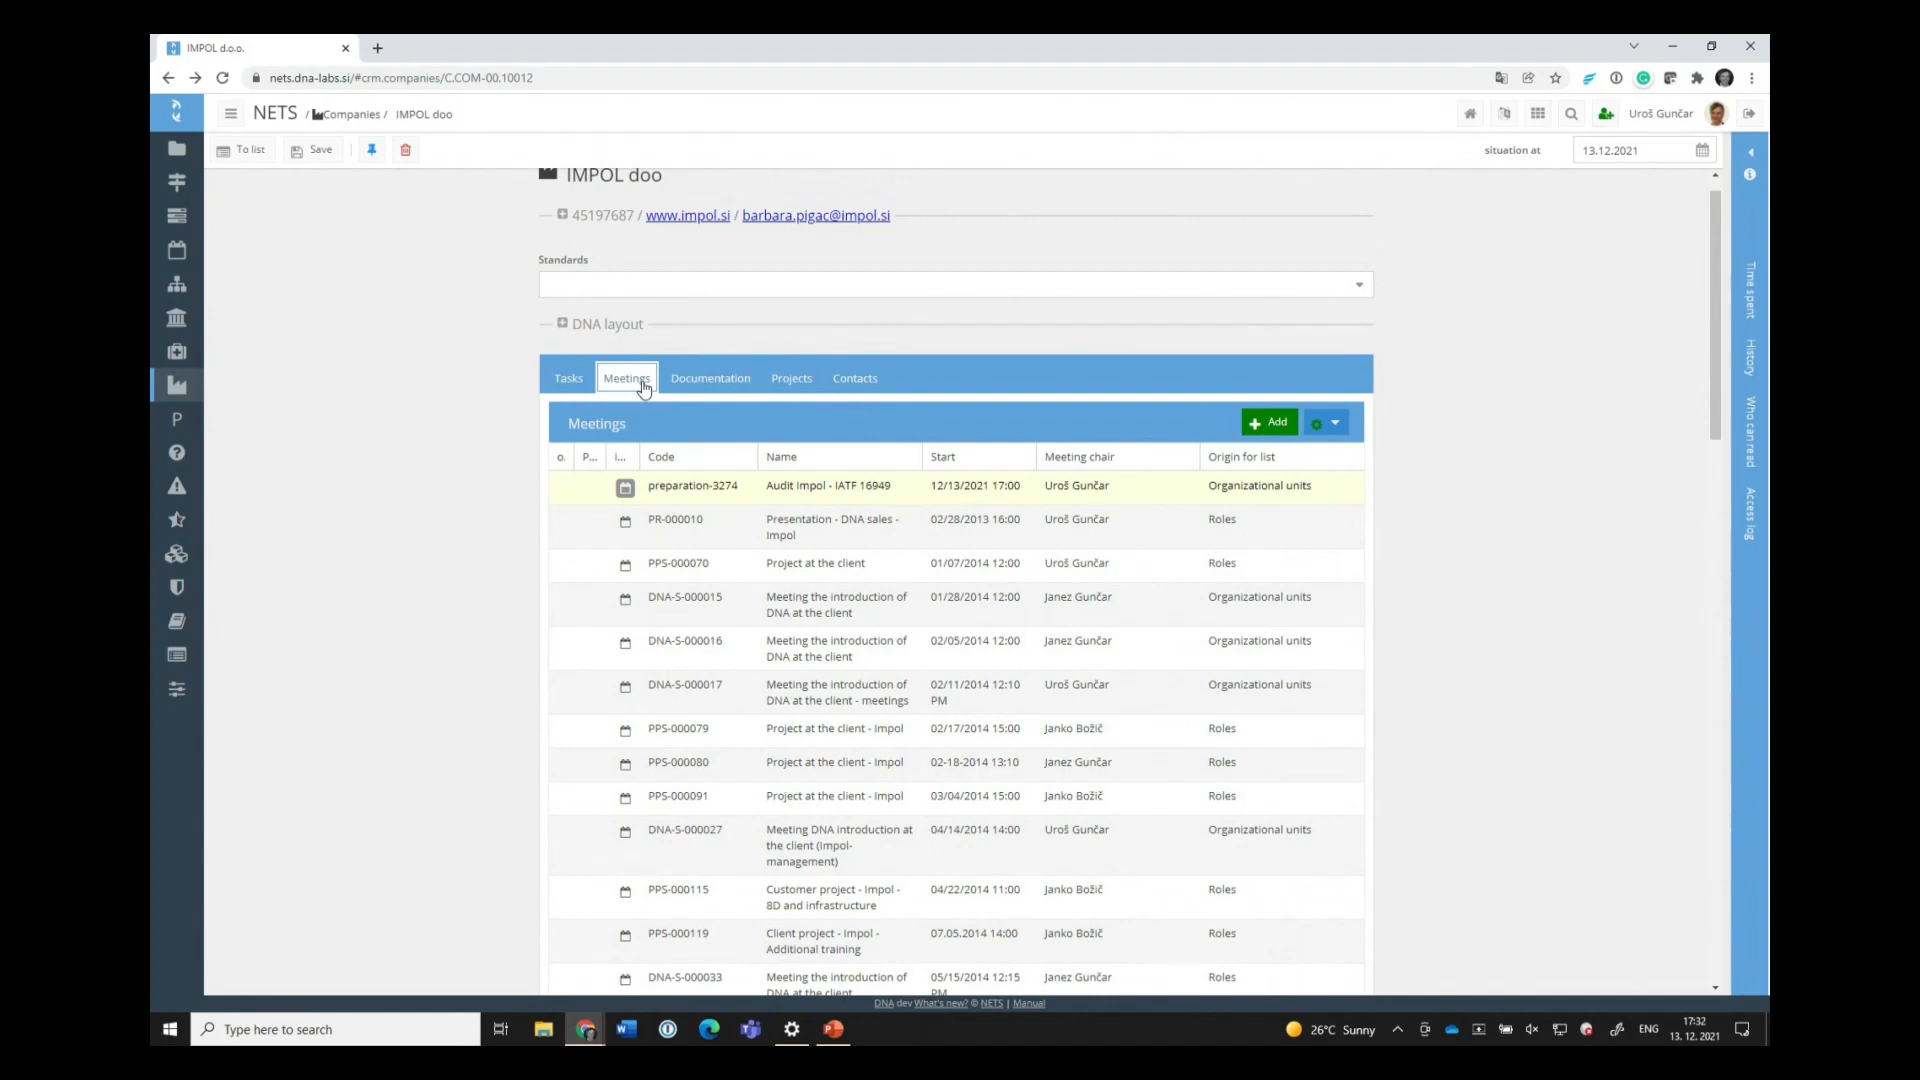 IMPOL d.o.o.
nets.dna-labs.si/#crm.companies/C.COM-00.10012
NETS / Companies / IMPOL doo
Uroš Gunčar
To list
Save
situation at
13.12.2021
IMPOL doo
45197687 / www.impol.si / barbara.pigac@impol.si
Standards
DNA layout
Tasks Meetings Documentation Projects Contacts
Meetings
Add
o. P... i... Code Name Start Meeting chair Origin for list
preparation-3274 Audit Impol - IATF 16949 12/13/2021 17:00 Uroš Gunčar Organizational units
PR-000010 Presentation - DNA sales - 02/28/2013 16:00 Uroš Gunčar Roles
Impol
PPS-000070 Project at the client 01/07/2014 12:00 Uroš Gunčar Roles
DNA-S-000015 Meeting the introduction of 01/28/2014 12:00 Janez Gunčar Organizational units
DNA at the client
DNA-S-000016 Meeting the introduction of 02/05/2014 12:00 Janez Gunčar Organizational units
DNA at the client
DNA-S-000017 Meeting the introduction of 02/11/2014 12:10 Uroš Gunčar Organizational units
DNA at the client - meetings PM
PPS-000079 Project at the client - Impol 02/17/2014 15:00 Janko Božič Roles
PPS-000080 Project at the client - Impol 02-18-2014 13:10 Janez Gunčar Roles
PPS-000091 Project at the client - Impol 03/04/2014 15:00 Janko Božič Roles
DNA-S-000027 Meeting DNA introduction at 04/14/2014 14:00 Uroš Gunčar Organizational units
the client (Impol-
management)
PPS-000115 Customer project - Impol - 04/22/2014 11:00 Janko Božič Roles
8D and infrastructure
PPS-000119 Client project - Impol - 07.05.2014 14:00 Janko Božič Roles
Additional training
DNA-S-000033 Meeting the introduction of 05/15/2014 12:15 Janez Gunčar Roles
DNA at the client PM
Time spent
History
Who can read
Access log
P
DNA dev What's new? © NETS | Manual
Type here to search
26°C Sunny
ENG
17:32
13. 12. 2021